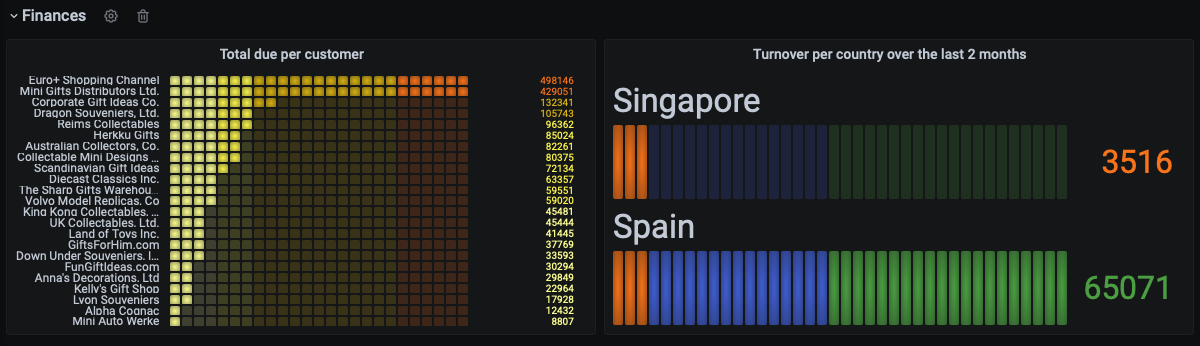 Finances
Total due per customer
Euro+ Shopping Channel 498146
Mini Gifts Distributors Ltd. 429051
Corporate Gift Ideas Co. 132341
Dragon Souveniers, Ltd. 105743
Reims Collectables 96362
Herkku Gifts 85024
Australian Collectors, Co. 82261
Collectable Mini Designs ... 80375
Scandinavian Gift Ideas 72134
Diecast Classics Inc. 63357
The Sharp Gifts Warehou... 59551
Volvo Model Replicas, Co 59020
King Kong Collectables, ... 45481
UK Collectables, Ltd. 45444
Land of Toys Inc. 41445
GiftsForHim.com 37769
Down Under Souveniers, I... 33593
FunGiftIdeas.com 30294
Anna's Decorations, Ltd 29849
Kelly's Gift Shop 22964
Lyon Souveniers 17928
Alpha Cognac 12432
Mini Auto Werke 8807
Turnover per country over the last 2 months
Singapore
3516
Spain
65071